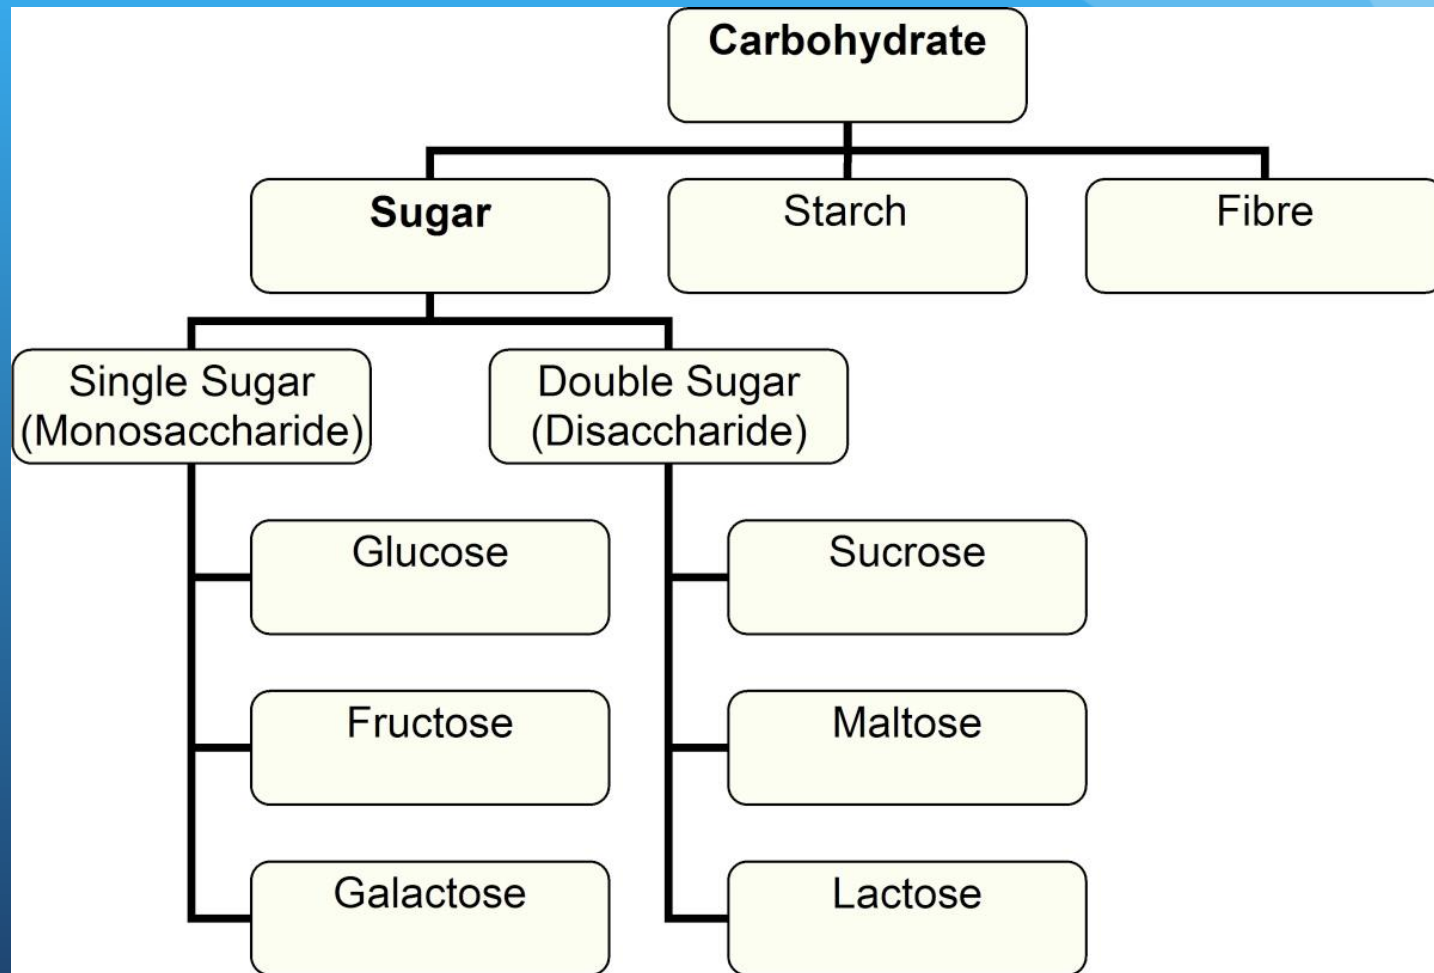 Carbohydrate
Sugar
Starch
Fibre
Single Sugar
(Monosaccharide)
Double Sugar
(Disaccharide)
Glucose
Sucrose
Fructose
Maltose
Galactose
Lactose